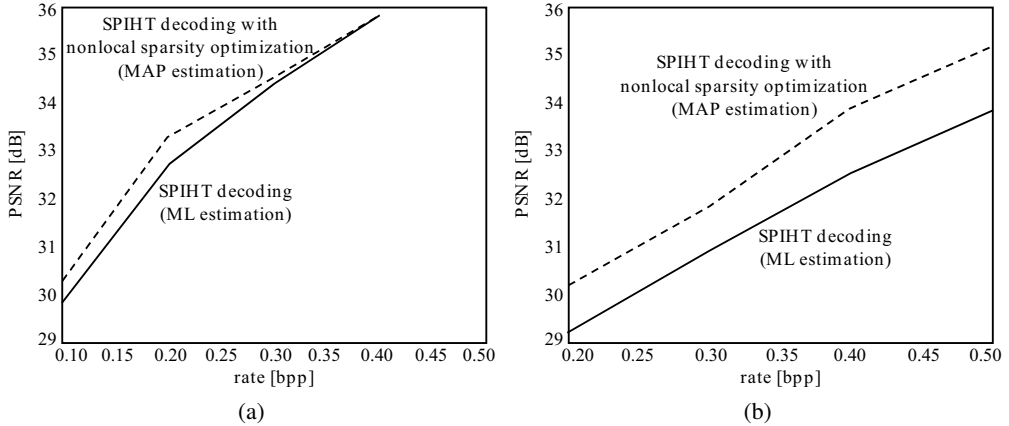 36
35
34
33
32
31
30
29
PSNR [dB]
SPIHT decoding with
nonlocal sparsity optimization
(MAP estimation)
SPIHT decoding
(ML estimation)
0.10 0.15 0.20 0.25 0.30 0.35 0.40 0.45 0.50
rate [bpp]
(a)
36
35
34
33
32
31
30
29
PSNR [dB]
SPIHT decoding with
nonlocal sparsity optimization
(MAP estimation)
SPIHT decoding
(ML estimation)
0.20 0.25 0.30 0.35 0.40 0.45 0.50
rate [bpp]
(b)